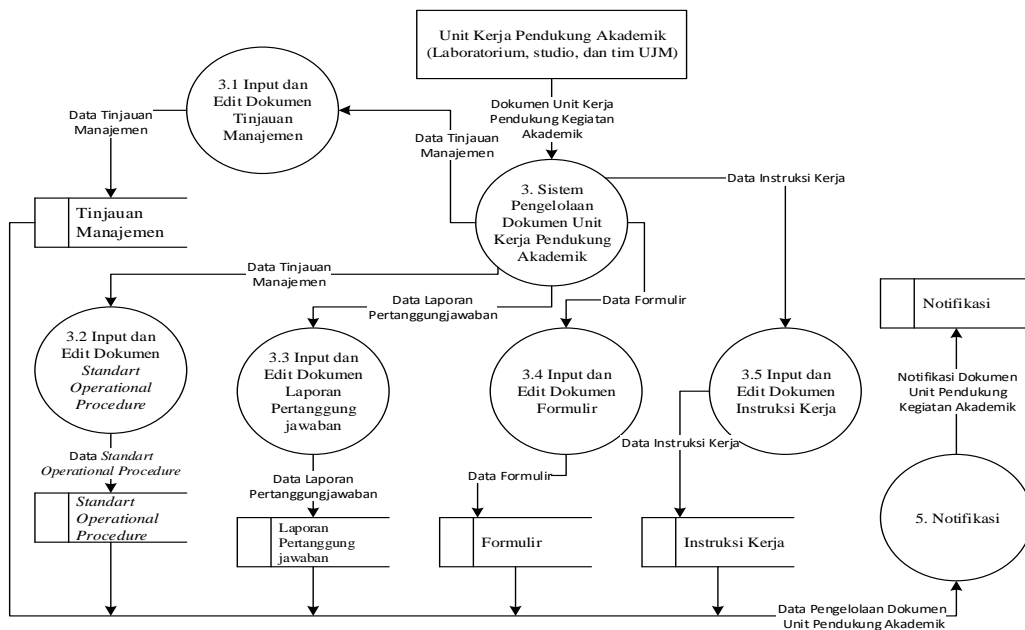 Unit Kerja Pendukung Akademik
(Laboratorium, studio, dan tim UJM)
3.1 Input dan
Edit Dokumen
Tinjauan
Manajemen
Data Tinjauan
Manajemen
Dokumen Unit Kerja
Pendukung Kegiatan
Akademik
Data Tinjauan
Manajemen
Data Instruksi Kerja
3. Sistem
Pengelolaan
Dokumen Unit
Kerja Pendukung
Akademik
Tinjauan
Manajemen
Data Tinjauan
Manajemen
Data Laporan
Pertanggungjawaban
Data Formulir
Notifikasi
3.2 Input dan
Edit Dokumen
Standart
Operational
Procedure
3.3 Input dan
Edit Dokumen
Laporan
Pertanggung
jawaban
3.4 Input dan
Edit Dokumen
Formulir
3.5 Input dan
Edit Dokumen
Instruksi Kerja
Notifikasi Dokumen
Unit Pendukung
Kegiatan Akademik
Data Standart
Operational Procedure
Data Laporan
Pertanggungjawaban
Data Formulir
Data Instruksi Kerja
Standart
Operational
Procedure
Laporan
Pertanggung
jawaban
Formulir
Instruksi Kerja
5. Notifikasi
Data Pengelolaan Dokumen
Unit Pendukung Akademik